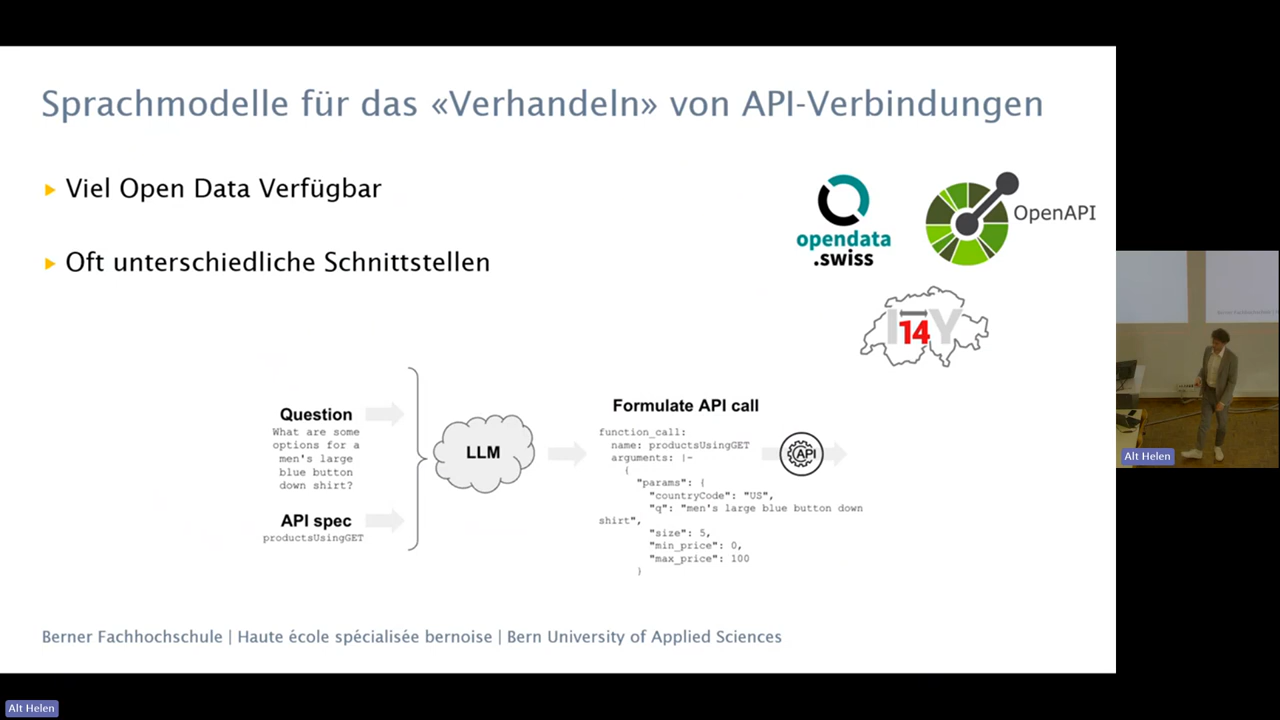 Sprachmodelle für das «Verhandeln» von API-Verbindungen
Viel Open Data Verfügbar
Oft unterschiedliche Schnittstellen
opendata
.swiss
OpenAPI
I14Y
Question
What are some
options for a
men's large
blue button
down shirt?
API spec
productsUsingGET
LLM
Formulate API call
function_call:
name: productsUsingGET
arguments: |-
{
"params": {
"countryCode": "US",
"q": "men's large blue button down
shirt",
"size": 5,
"min_price": 0,
"max_price": 100
}
API
Berner Fachhochschule | Haute école spécialisée bernoise | Bern University of Applied Sciences
Alt Helen
Alt Helen